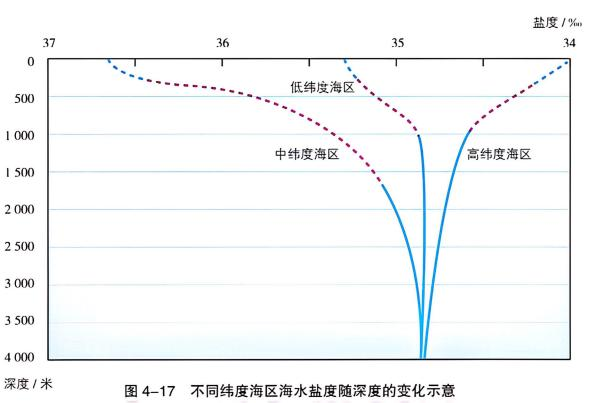 盐度 / ‰
37 36 35 34
0
500
1 000
1 500
2 000
2 500
3 000
3 500
4 000
低纬度海区
中纬度海区
高纬度海区
深度 / 米
图 4–17 不同纬度海区海水盐度随深度的变化示意